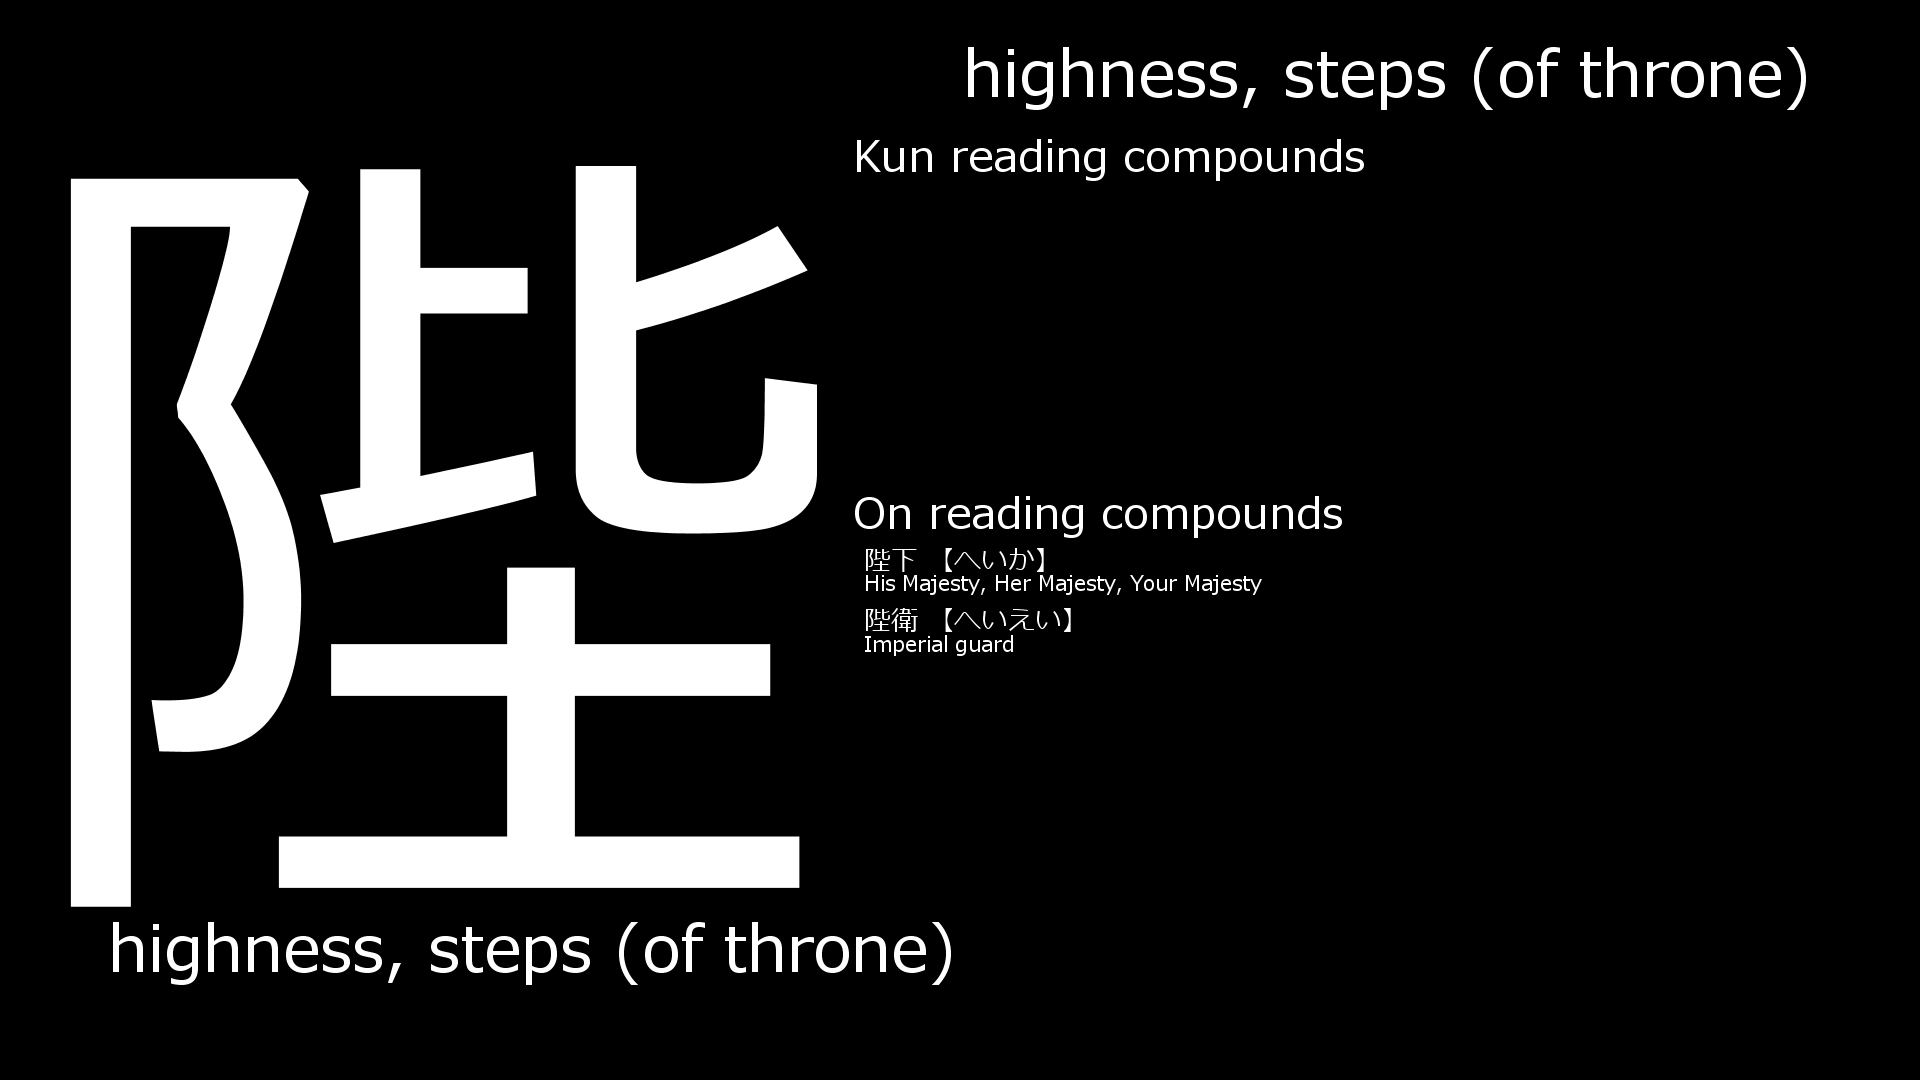 陛
highness, steps (of throne)
highness, steps (of throne)
Kun reading compounds
On reading compounds
陛下 【へいか】
His Majesty, Her Majesty, Your Majesty
陛衛 【へいえい】
Imperial guard